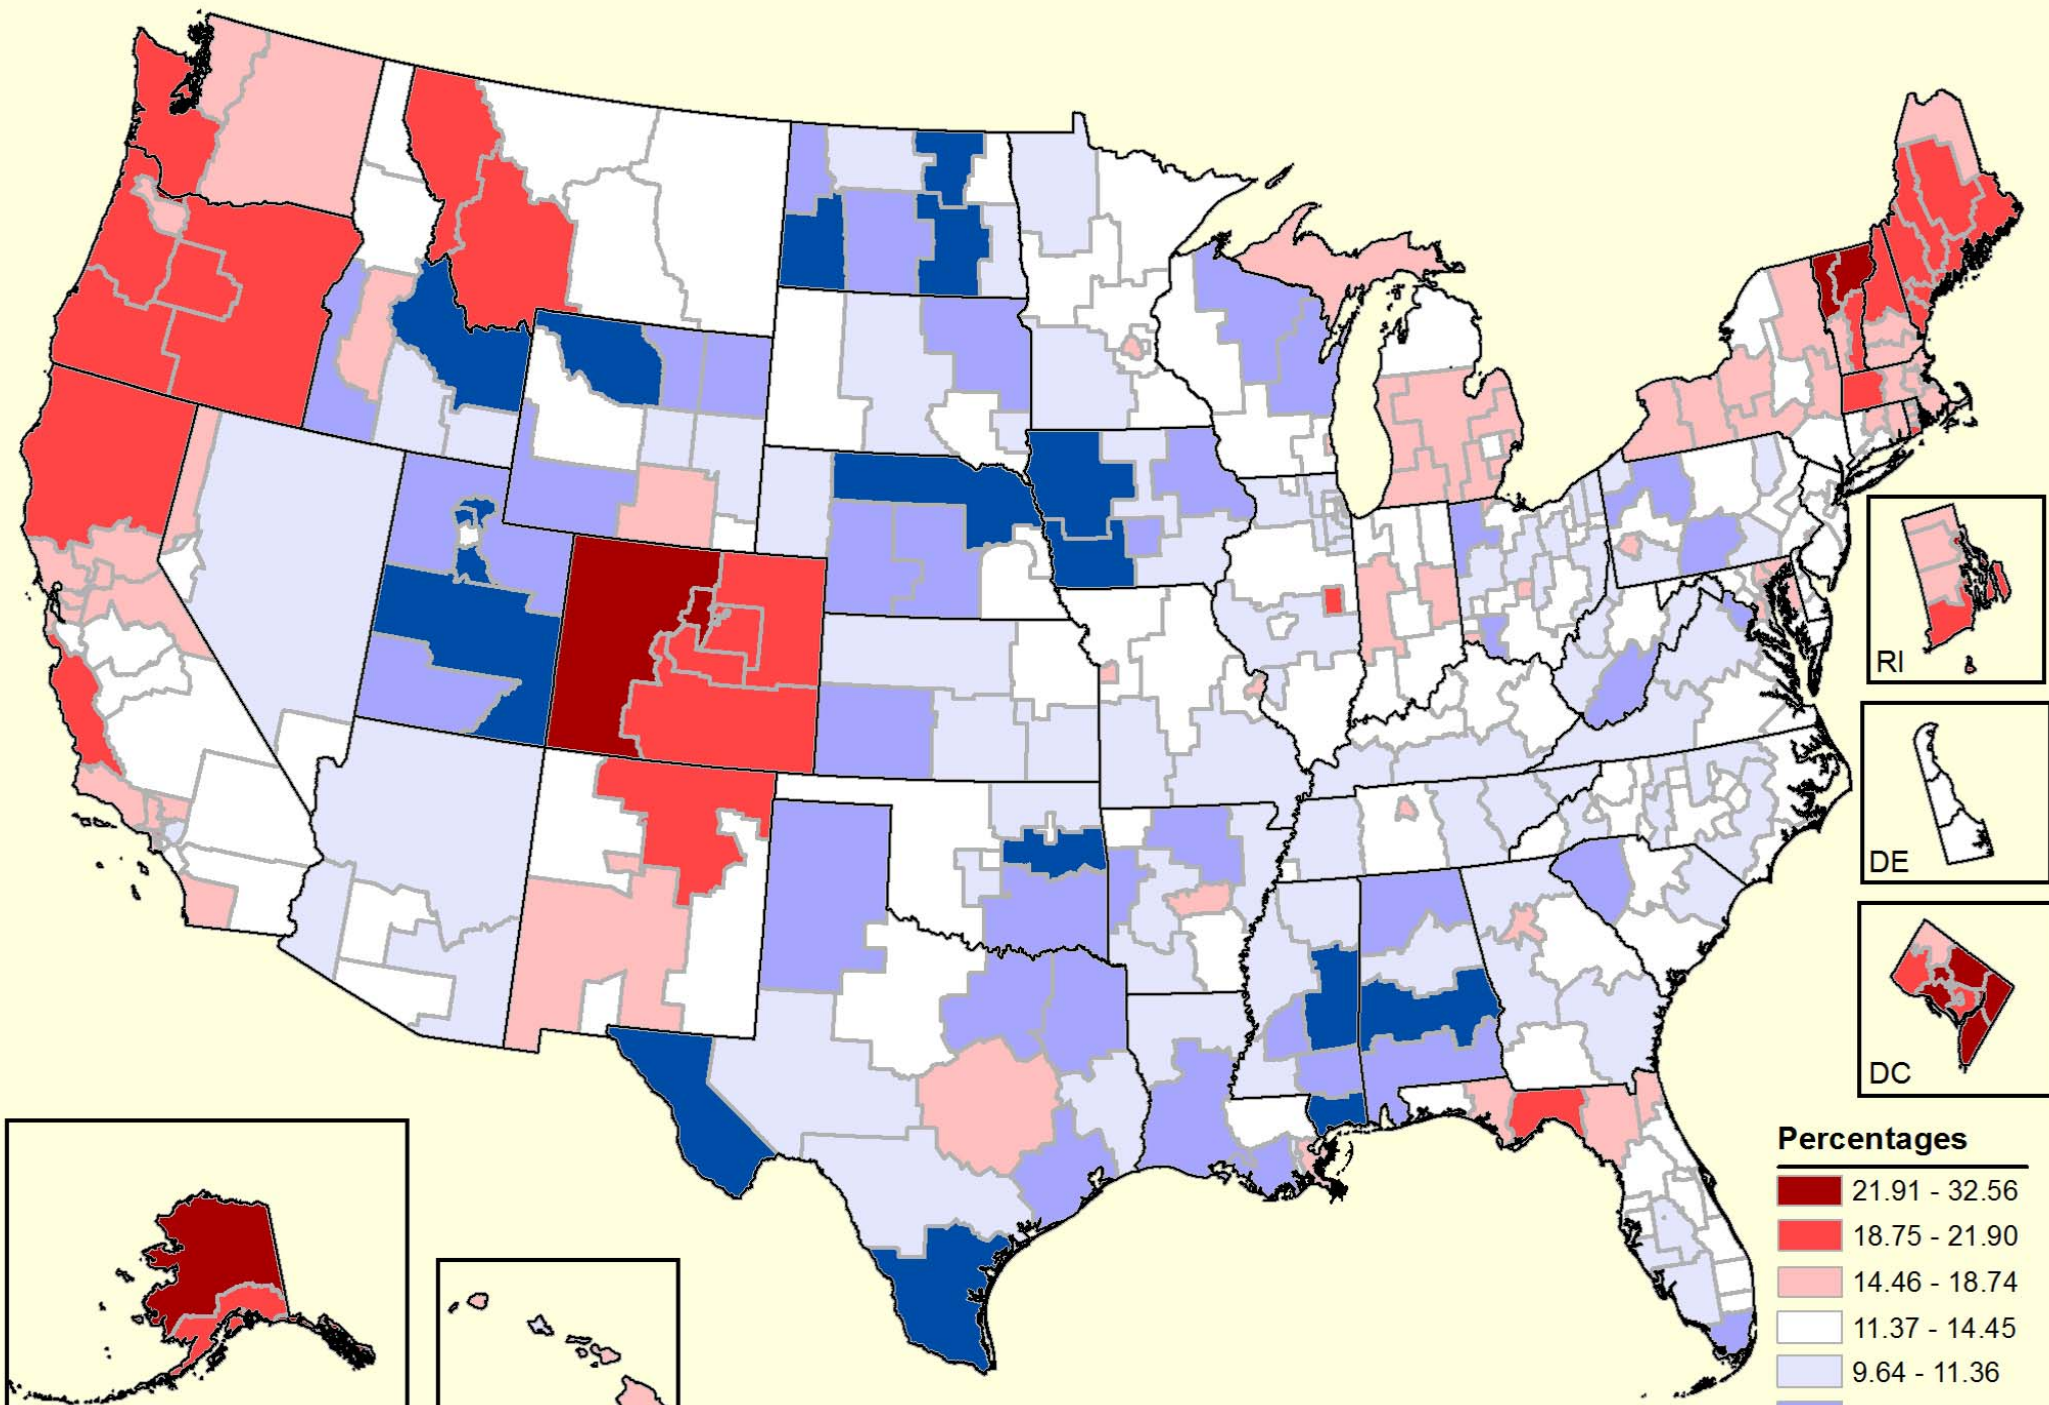 RI
DE
DC
Percentages
21.91 - 32.56
18.75 - 21.90
14.46 - 18.74
11.37 - 14.45
9.64 - 11.36